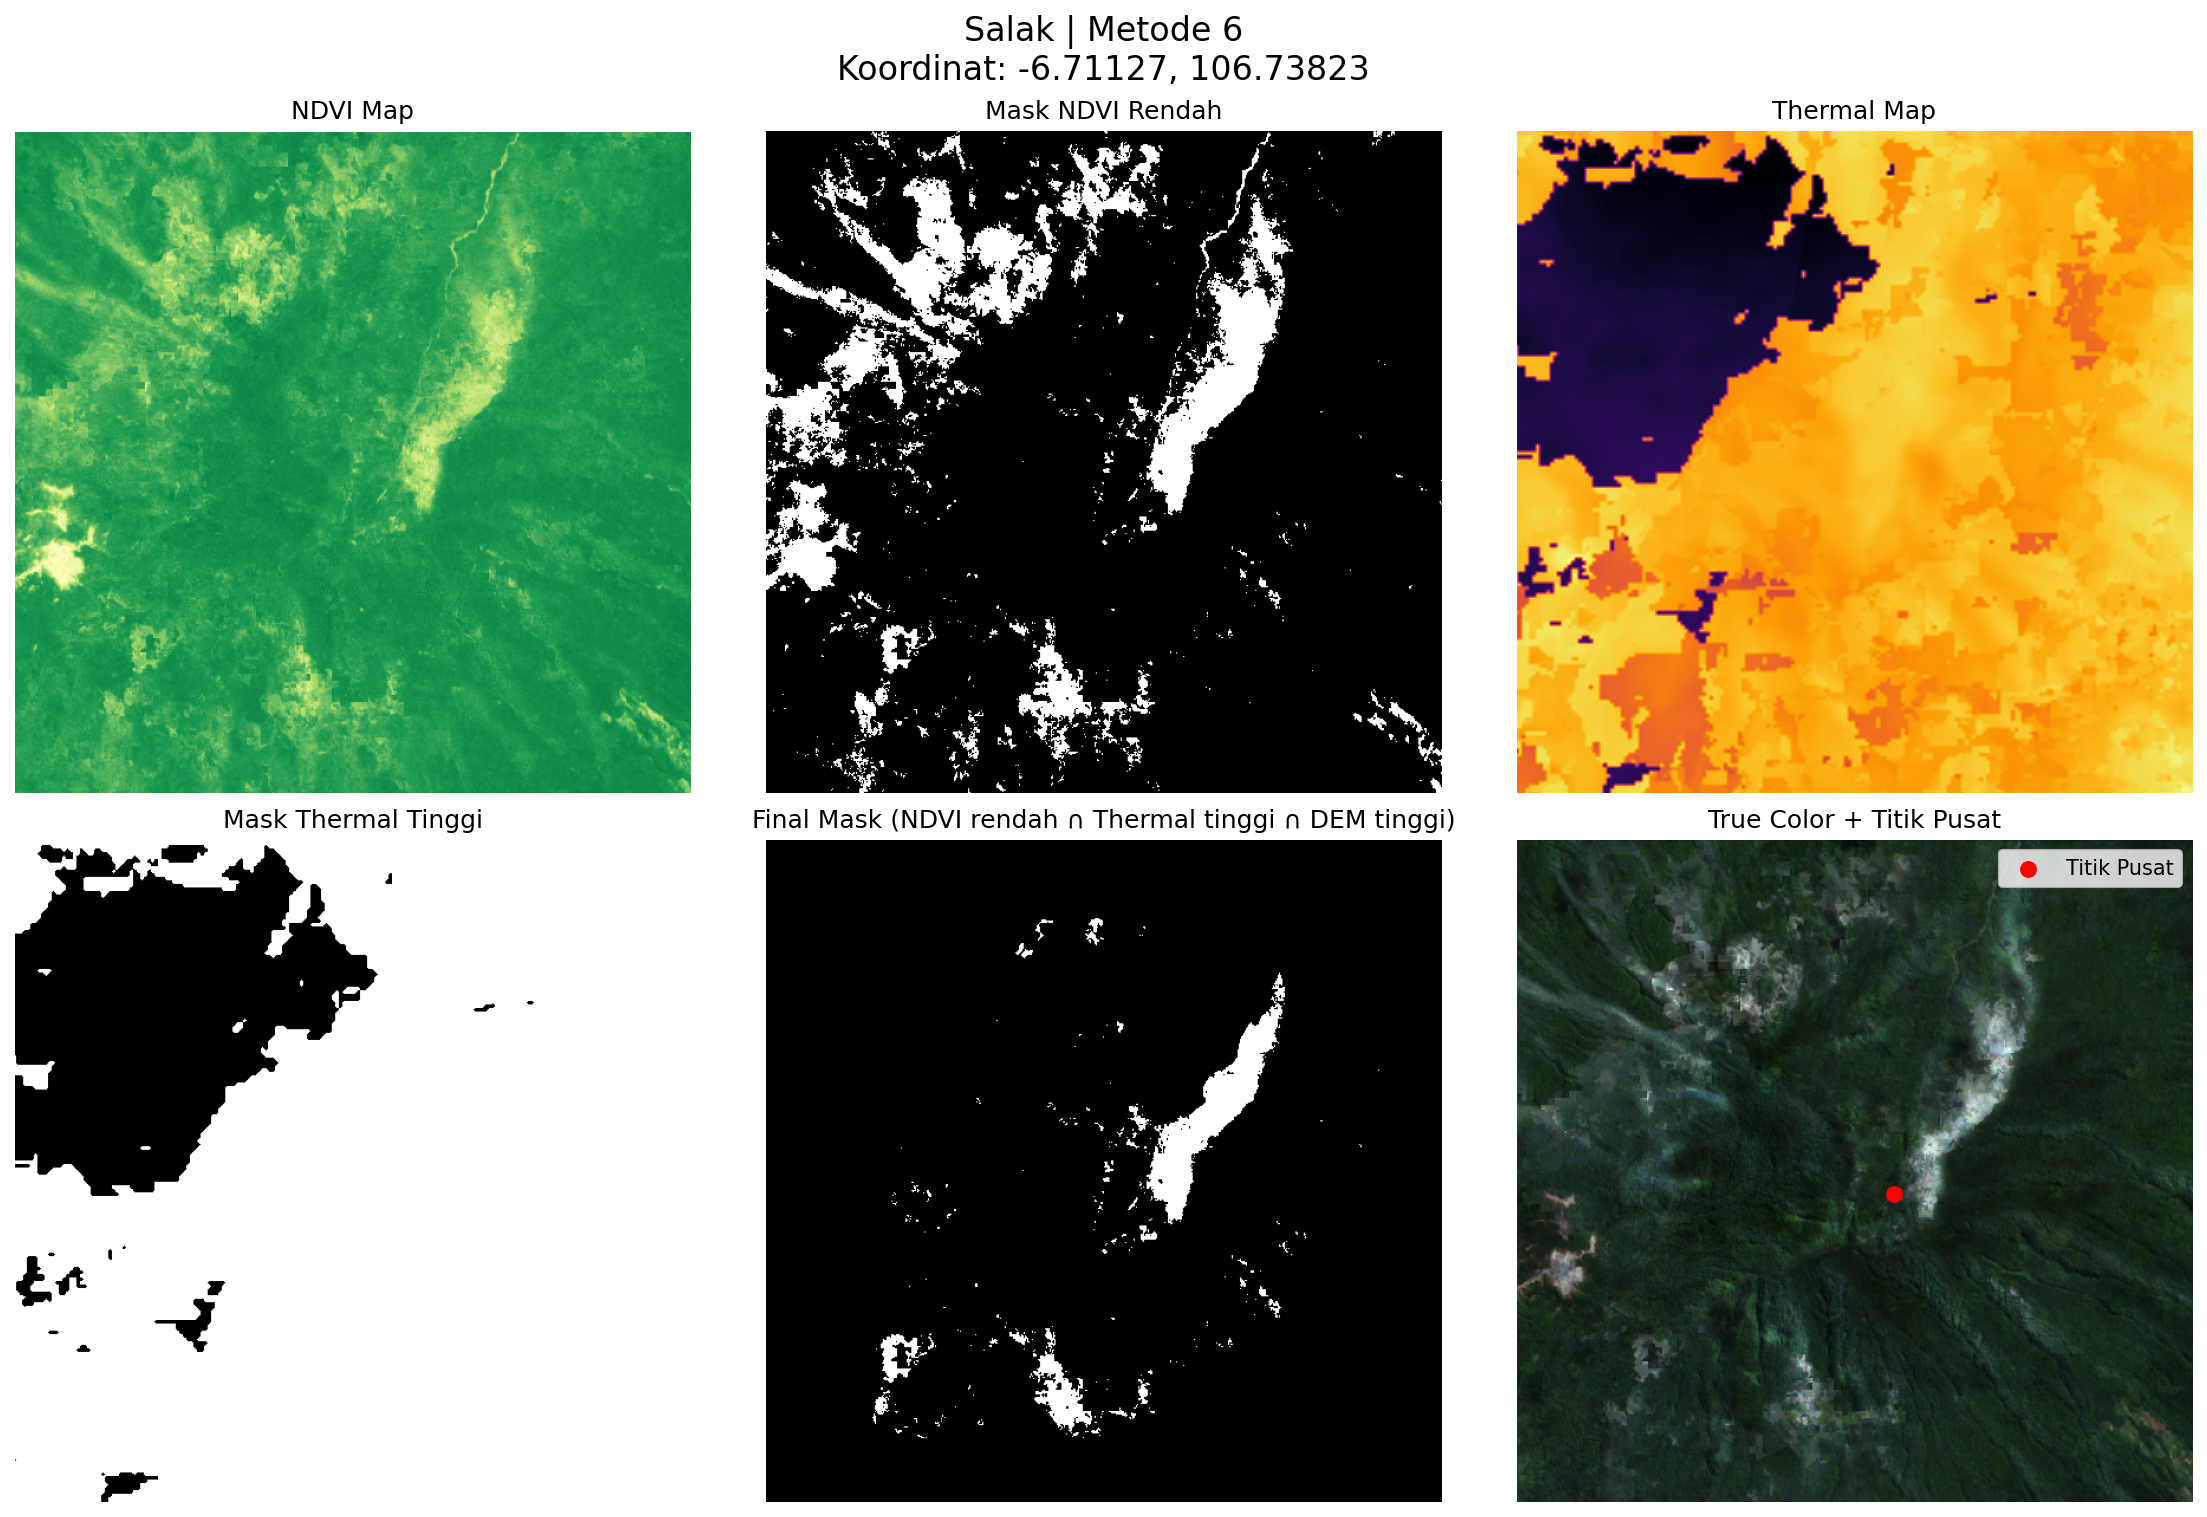 Salak | Metode 6
Koordinat: -6.71127, 106.73823
NDVI Map
Mask NDVI Rendah
Thermal Map
Mask Thermal Tinggi
Final Mask (NDVI rendah ∩ Thermal tinggi ∩ DEM tinggi)
True Color + Titik Pusat
Titik Pusat